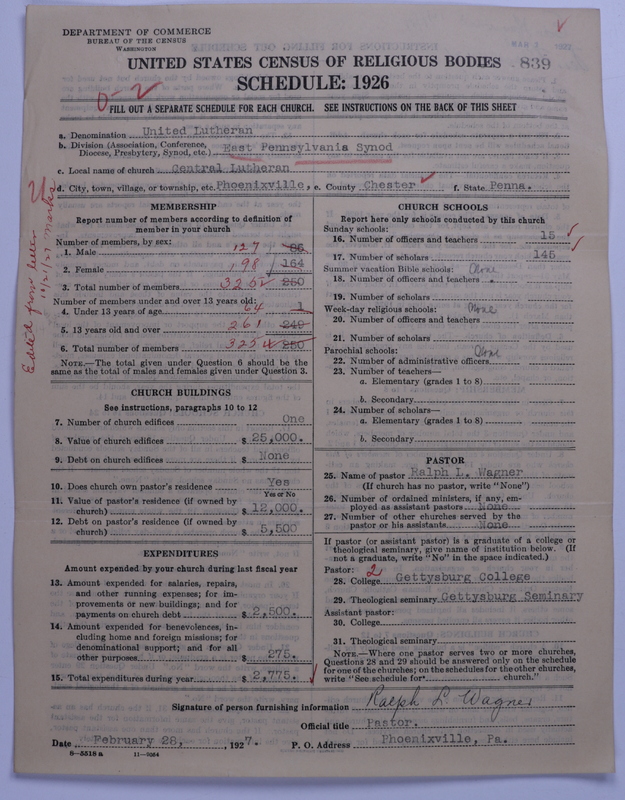 DEPARTMENT OF COMMERCE
BUREAU OF THE CENSUS
WASHINGTON
UNITED STATES CENSUS OF RELIGIOUS BODIES 839
SCHEDULE: 1926
0-2
FILL OUT A SEPARATE SCHEDULE FOR EACH CHURCH. SEE INSTRUCTIONS ON THE BACK OF THIS SHEET
a. Denomination United Lutheran
b. Division (Association, Conference, Diocese, Presbytery, Synod, etc.) East Pennsylvania Synod
c. Local name of church Central Lutheran
d. City, town, village, or township, etc. Phoenixville, e. County Chester f. State Penna.
Edited from letter
MEMBERSHIP
Report number of members according to definition of
member in your church
Number of members, by sex:
1. Male 127 86
2. Female 198 164
3. Total number of members 325 250
Number of members under and over 13 years old:
4. Under 13 years of age 64 1
5. 13 years old and over 261 249
6. Total number of members 325 250
NOTE.—The total given under Question 6 should be
same as the total of males and females given under Question 3.
CHURCH BUILDINGS
See instructions, paragraphs 10 to 12
7. Number of church edifices One
8. Value of church edifices $ 25,000.
9. Debt on church edifices $ None
10. Does church own pastor's residence Yes
Yes or No
11. Value of pastor's residence (if owned by
church) $ 12,000.
12. Debt on pastor's residence (if owned by
church) $ 5,500
EXPENDITURES
Amount expended by your church during last fiscal year
13. Amount expended for salaries, repairs,
and other running expenses; for im-
provements or new buildings; and for
payments on church debt $ 2,500.
14. Amount expended for benevolences, in-
cluding home and foreign missions; for
denominational support; and for all
other purposes $ 275.
15. Total expenditures during year $ 2,775.
CHURCH SCHOOLS
Report here only schools conducted by this church
Sunday schools:
16. Number of officers and teachers 15
17. Number of scholars 145
Summer vacation Bible schools: None
18. Number of officers and teachers
19. Number of scholars
Week-day religious schools: None
20. Number of officers and teachers
21. Number of scholars
Parochial schools: None
22. Number of administrative officers
23. Number of teachers—
a. Elementary (grades 1 to 8)
b. Secondary
24. Number of scholars—
a. Elementary (grades 1 to 8)
b. Secondary
PASTOR
25. Name of pastor Ralph L. Wagner
(If church has no pastor, write "None")
26. Number of ordained ministers, if any, em-
ployed as assistant pastors None
27. Number of other churches served by the
pastor or his assistants None
If pastor (or assistant pastor) is a graduate of a college or
theological seminary, give name of institution below. (If
not a graduate, write "No" in the space indicated.)
Pastor: 2
28. College Gettysburg College
29. Theological seminary Gettysburg Seminary
Assistant pastor:
30. College
31. Theological seminary
NOTE.—Where one pastor serves two or more churches,
Questions 28 and 29 should be answered only on the schedule
for one of the churches; on the schedules for the other churches,
write "See schedule for church."
Signature of person furnishing information Ralph L. Wagner
Official title Pastor.
Date February 28, 1927. P. O. Address Phoenixville, Pa.
8-5518 a 11-9064